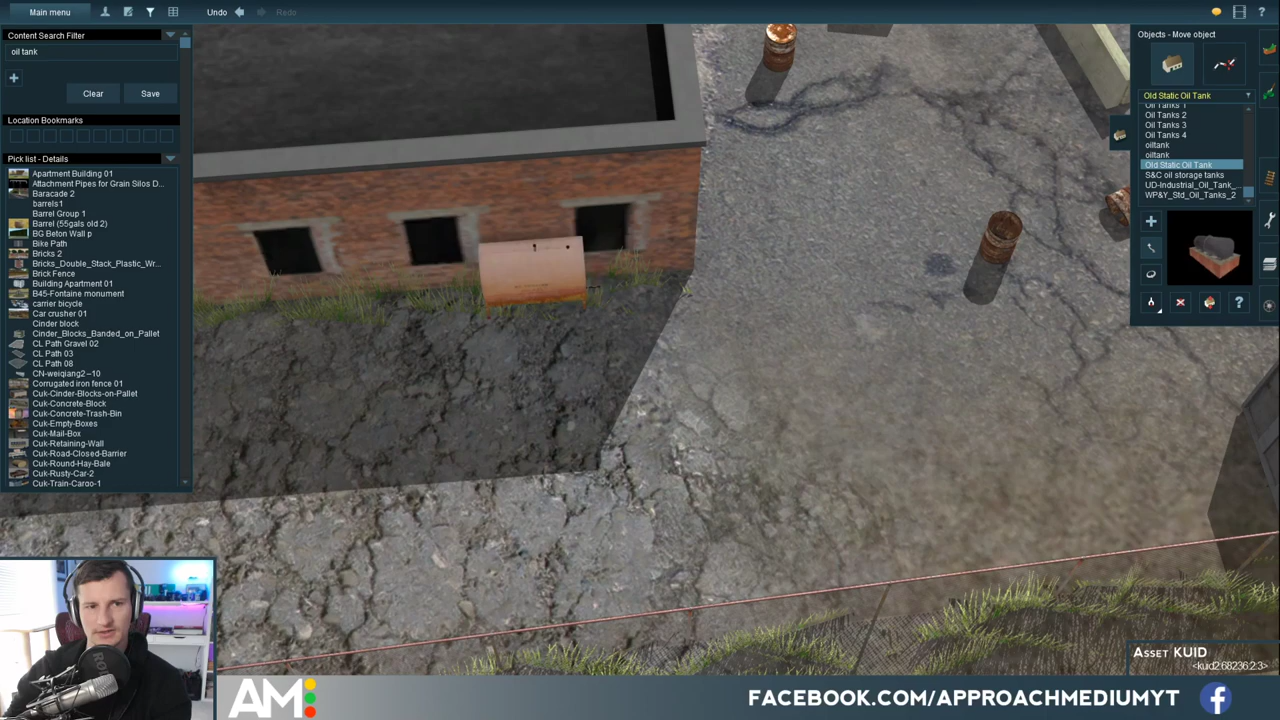 Main menu
Undo
Redo
?
Content Search Filter
oil tank
Clear
Save
Location Bookmarks
Pick list - Details
Apartment Building 01
Attachment Pipes for Grain Silos D...
Baracade 2
barrels1
Barrel Group 1
Barrel (55gals old 2)
BG Beton Wall p
Bike Path
Bricks 2
Bricks_Double_Stack_Plastic_Wr...
Brick Fence
Building Apartment 01
B45-Fontaine monument
carrier bicycle
Car crusher 01
Cinder block
Cinder_Blocks_Banded_on_Pallet
CL Path Gravel 02
CL Path 03
CL Path 08
CN-weiqiang2--10
Corrugated iron fence 01
Cuk-Cinder-Blocks-on-Pallet
Cuk-Concrete-Block
Cuk-Concrete-Trash-Bin
Cuk-Empty-Boxes
Cuk-Mail-Box
Cuk-Retaining-Wall
Cuk-Road-Closed-Barrier
Cuk-Round-Hay-Bale
Cuk-Rusty-Car-2
Cuk-Train-Cargo-1
Objects - Move object
Old Static Oil Tank
Oil Tanks 1
Oil Tanks 2
Oil Tanks 3
Oil Tanks 4
oiltank
oiltank
Old Static Oil Tank
S&C oil storage tanks
UD-Industrial_Oil_Tank_
WP&Y_Std_Oil_Tanks_2
?
ASSET KUID
<kuid2:68236:2:3>
AM
FACEBOOK.COM/APPROACHMEDIUMYT